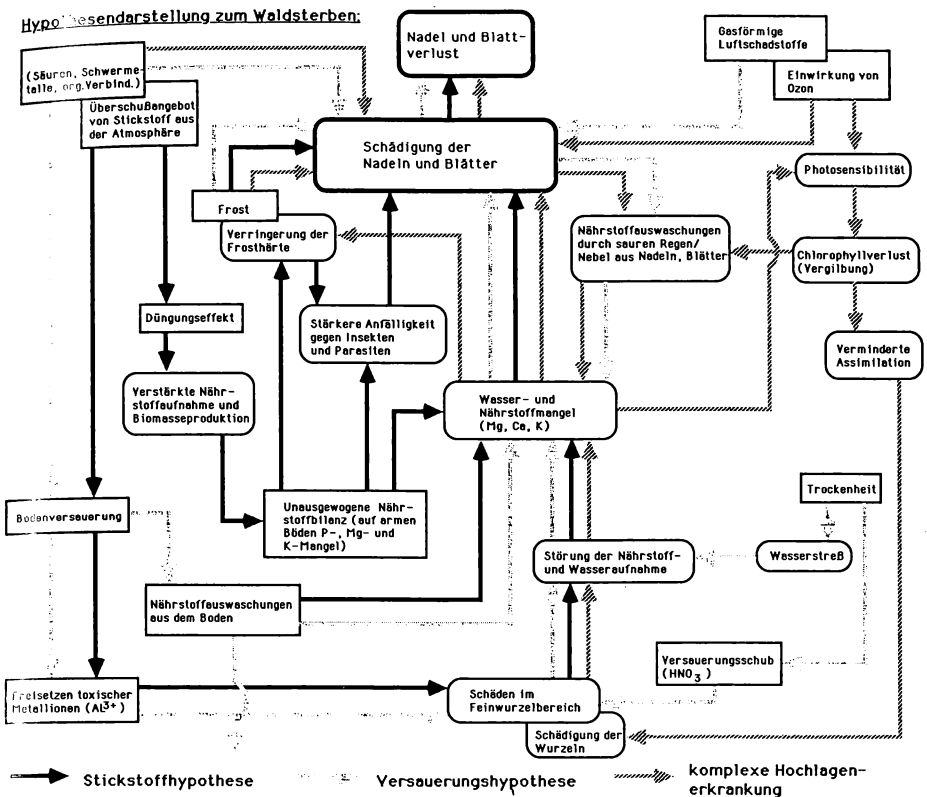 Hypothesendarstellung zum Waldsterben:
Nadel und Blatt-
verlust
Gasförmige
Luftschadstoffe
Einwirkung von
Ozon
(Säuren, Schwerme-
talle, org.Verbind.)
Überschußangebot
von Stickstoff aus
der Atmosphäre
Schädigung der
Nadeln und Blätter
Photosensibilität
Frost
Verringerung der
Frosthärte
Nährstoffauswaschungen
durch sauren Regen/
Nebel aus Nadeln, Blätter
Chlorophyllverlust
(Vergilbung)
Düngungseffekt
Stärkere Anfälligkeit
gegen Insekten
und Parasiten
Verminderte
Assimilation
Verstärkte Nähr-
stoffaufnahme und
Biomasseproduktion
Wasser- und
Nährstoffmangel
(Mg, Ca, K)
Trockenheit
Bodenversauerung
Unausgewogene Nähr-
stoffbilanz (auf armen
Böden P-, Mg- und
K-Mangel)
Störung der Nährstoff-
und Wasseraufnahme
Wasserstreß
Nährstoffauswaschungen
aus dem Boden
Versauerungsschub
(HNO3)
Freisetzen toxischer
Metallionen (AL3+)
Schäden im
Feinwurzelbereich
Schädigung der
Wurzeln
Stickstoffhypothese
Versauerungshypothese
komplexe Hochlagen-
erkrankung